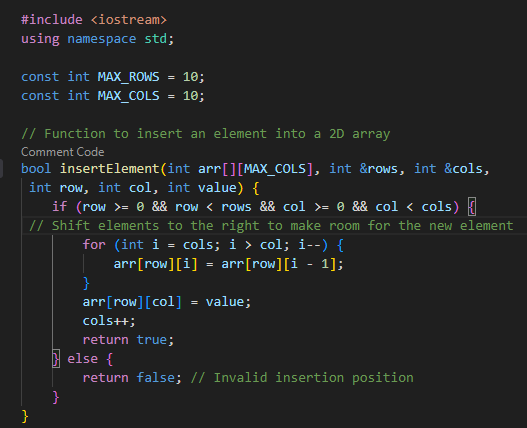 #include <iostream>
using namespace std;

const int MAX_ROWS = 10;
const int MAX_COLS = 10;

// Function to insert an element into a 2D array
Comment Code
bool insertElement(int arr[][MAX_COLS], int &rows, int &cols,
 int row, int col, int value) {
    if (row >= 0 && row < rows && col >= 0 && col < cols) {
 // Shift elements to the right to make room for the new element
        for (int i = cols; i > col; i--) {
            arr[row][i] = arr[row][i - 1];
        }
        arr[row][col] = value;
        cols++;
        return true;
    } else {
        return false; // Invalid insertion position
    }
}